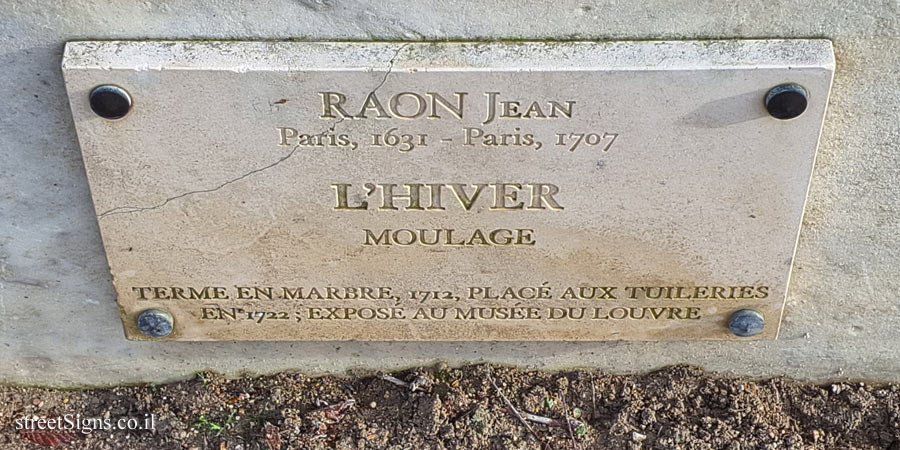 RAON JEAN
Paris, 1631 - Paris, 1707
L'HIVER
MOULAGE
TERME EN MARBRE, 1712, PLACÉ AUX TUILERIES
EN 1722 ; EXPOSÉ AU MUSÉE DU LOUVRE
streetSigns.co.il